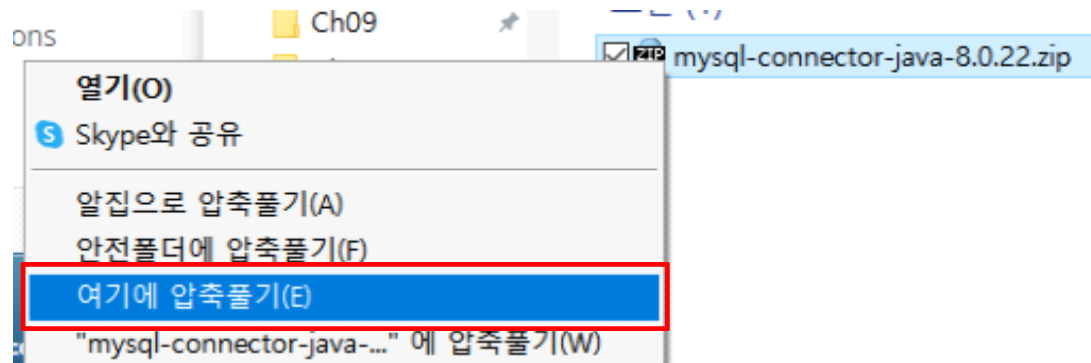 ons
Ch09
(1)
ZIP mysql-connector-java-8.0.22.zip
열기(O)
S Skype와 공유
알집으로 압축풀기(A)
안전폴더에 압축풀기(F)
여기에 압축풀기(E)
"mysql-connector-java-..." 에 압축풀기(W)